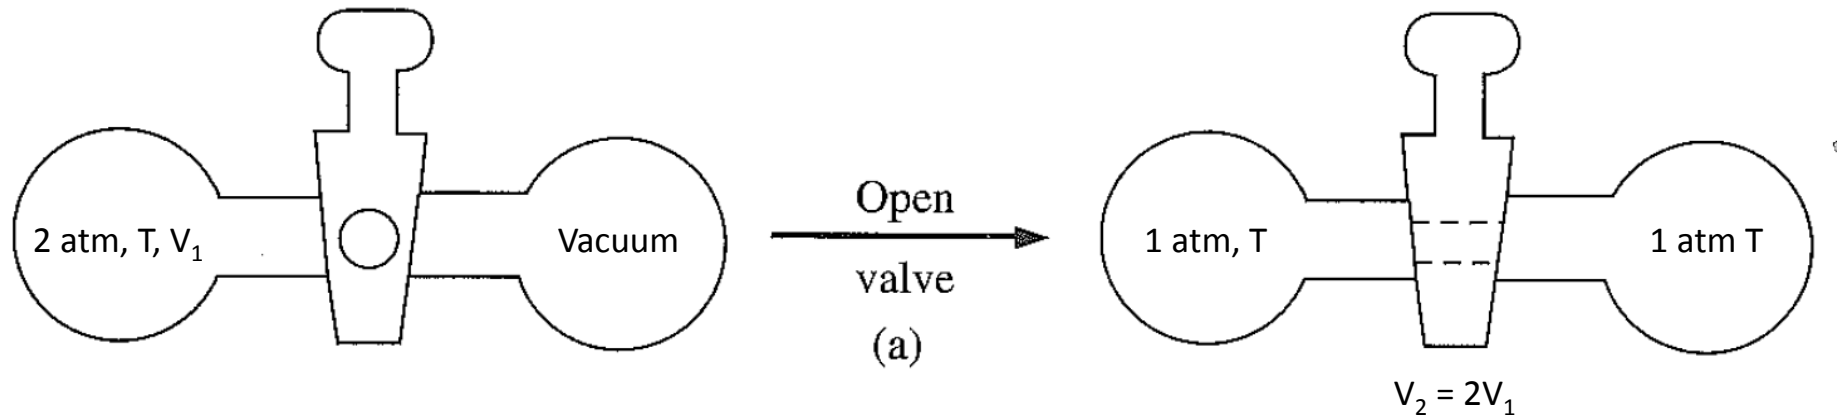 2 atm, T, V₁
Vacuum
Open
valve
(a)
1 atm, T
1 atm T
V₂ = 2V₁